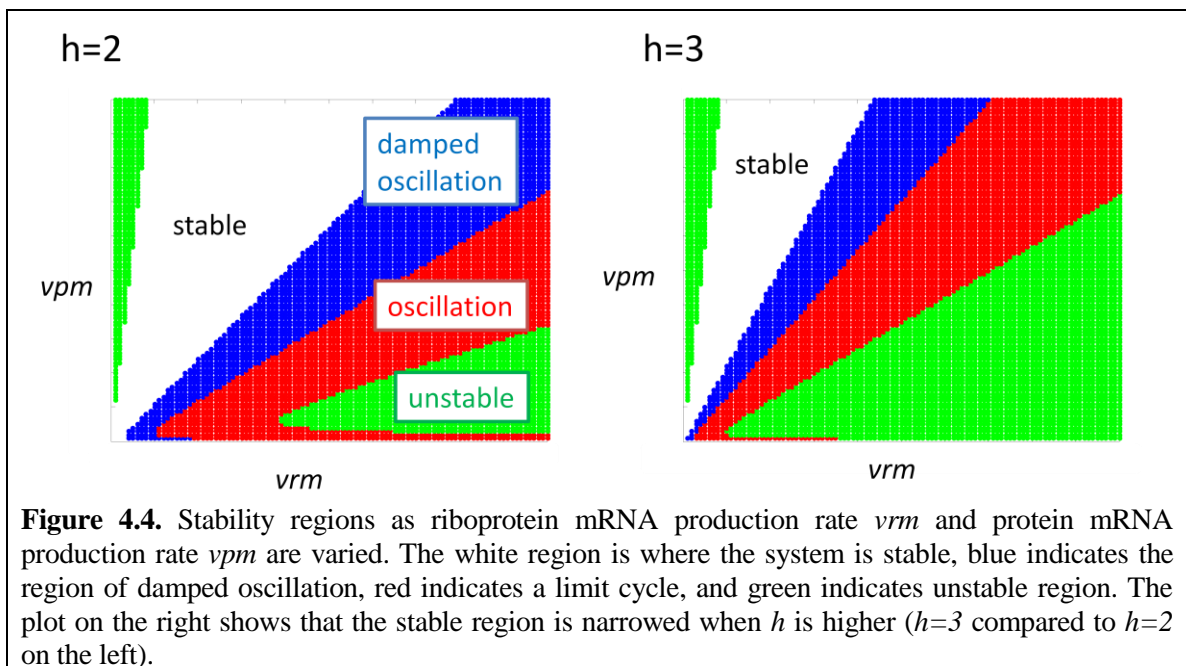 h=2
h=3
damped
oscillation
stable
stable
vpm
vpm
oscillation
unstable
vrm
vrm
Figure 4.4. Stability regions as riboprotein mRNA production rate vrm and protein mRNA
production rate vpm are varied. The white region is where the system is stable, blue indicates the
region of damped oscillation, red indicates a limit cycle, and green indicates unstable region. The
plot on the right shows that the stable region is narrowed when h is higher (h=3 compared to h=2
on the left).